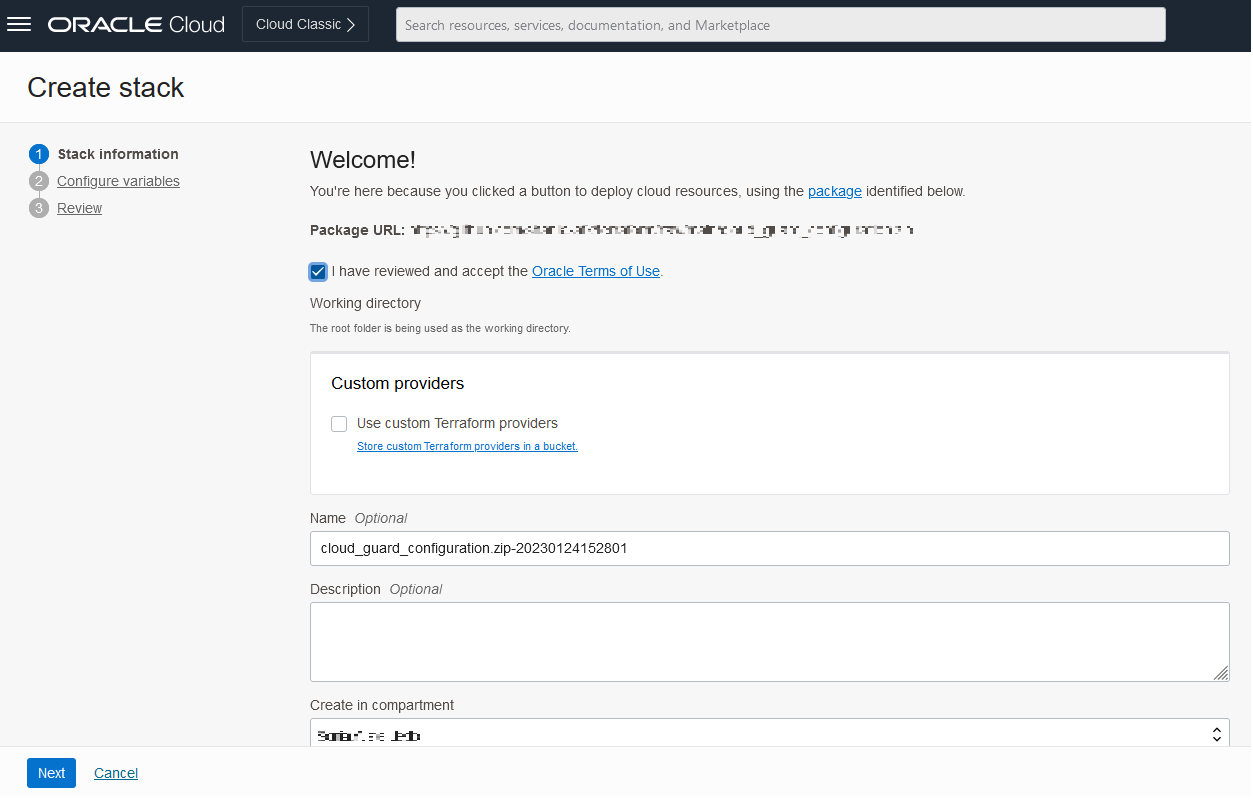 ORACLE Cloud
Cloud Classic
Search resources, services, documentation, and Marketplace
Create stack
1 Stack information
2 Configure variables
3 Review
Welcome!
You're here because you clicked a button to deploy cloud resources, using the package identified below.
Package URL:
I have reviewed and accept the Oracle Terms of Use.
Working directory
The root folder is being used as the working directory.
Custom providers
Use custom Terraform providers
Store custom Terraform providers in a bucket.
Name Optional
cloud_guard_configuration.zip-20230124152801
Description Optional
Create in compartment
Next Cancel